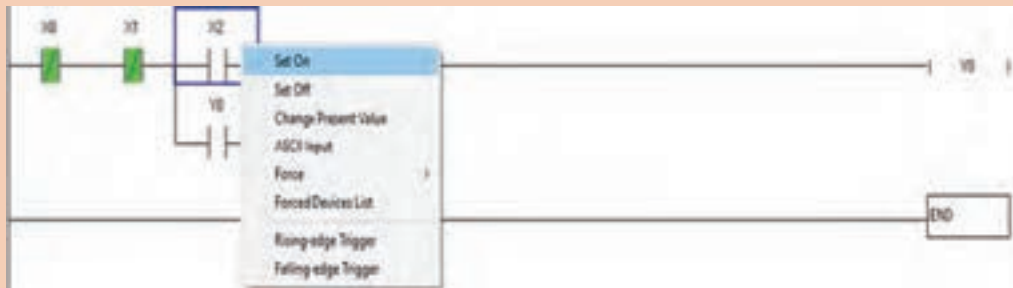 X0 X1 X2
Set On
Y0
Set Off
Y0
Change Present Value
ASCII Input
Force
Forced Devices List
END
Rising-edge Trigger
Falling-edge Trigger